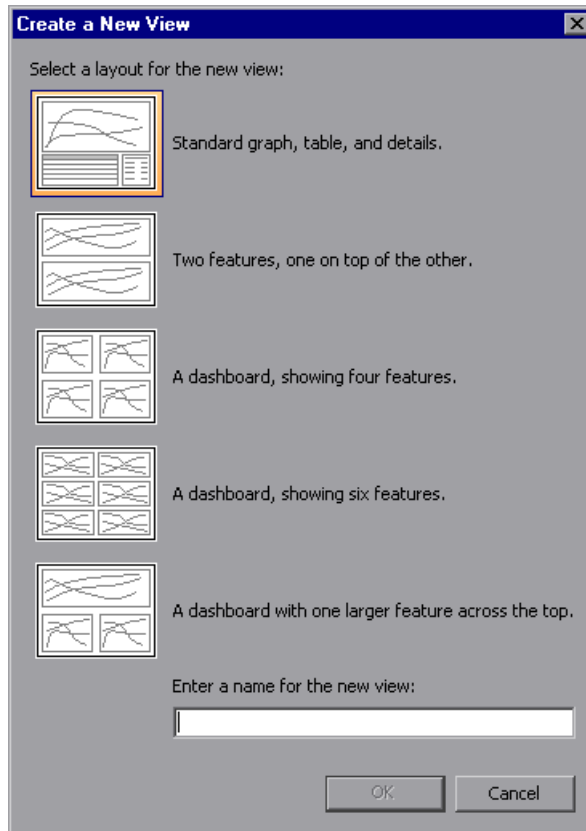 Create a New View
Select a layout for the new view:
Standard graph, table, and details.
Two features, one on top of the other.
A dashboard, showing four features.
A dashboard, showing six features.
A dashboard with one larger feature across the top.
Enter a name for the new view:
OK
Cancel